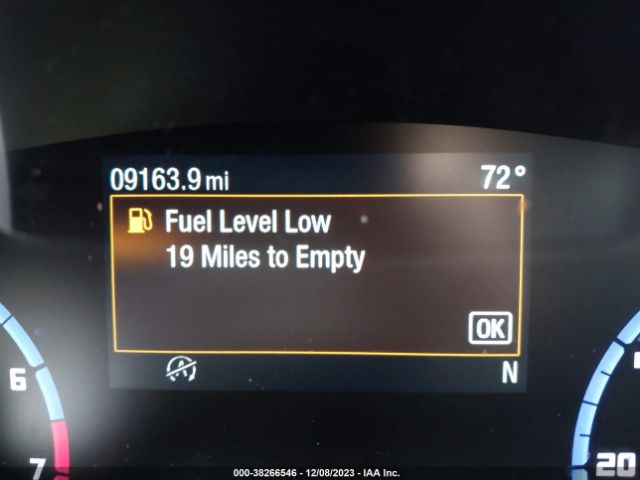 09163.9 mi 72°
Fuel Level Low
19 Miles to Empty
OK
A
N
6
7
20
000-38266546 - 12/08/2023 - IAA Inc.